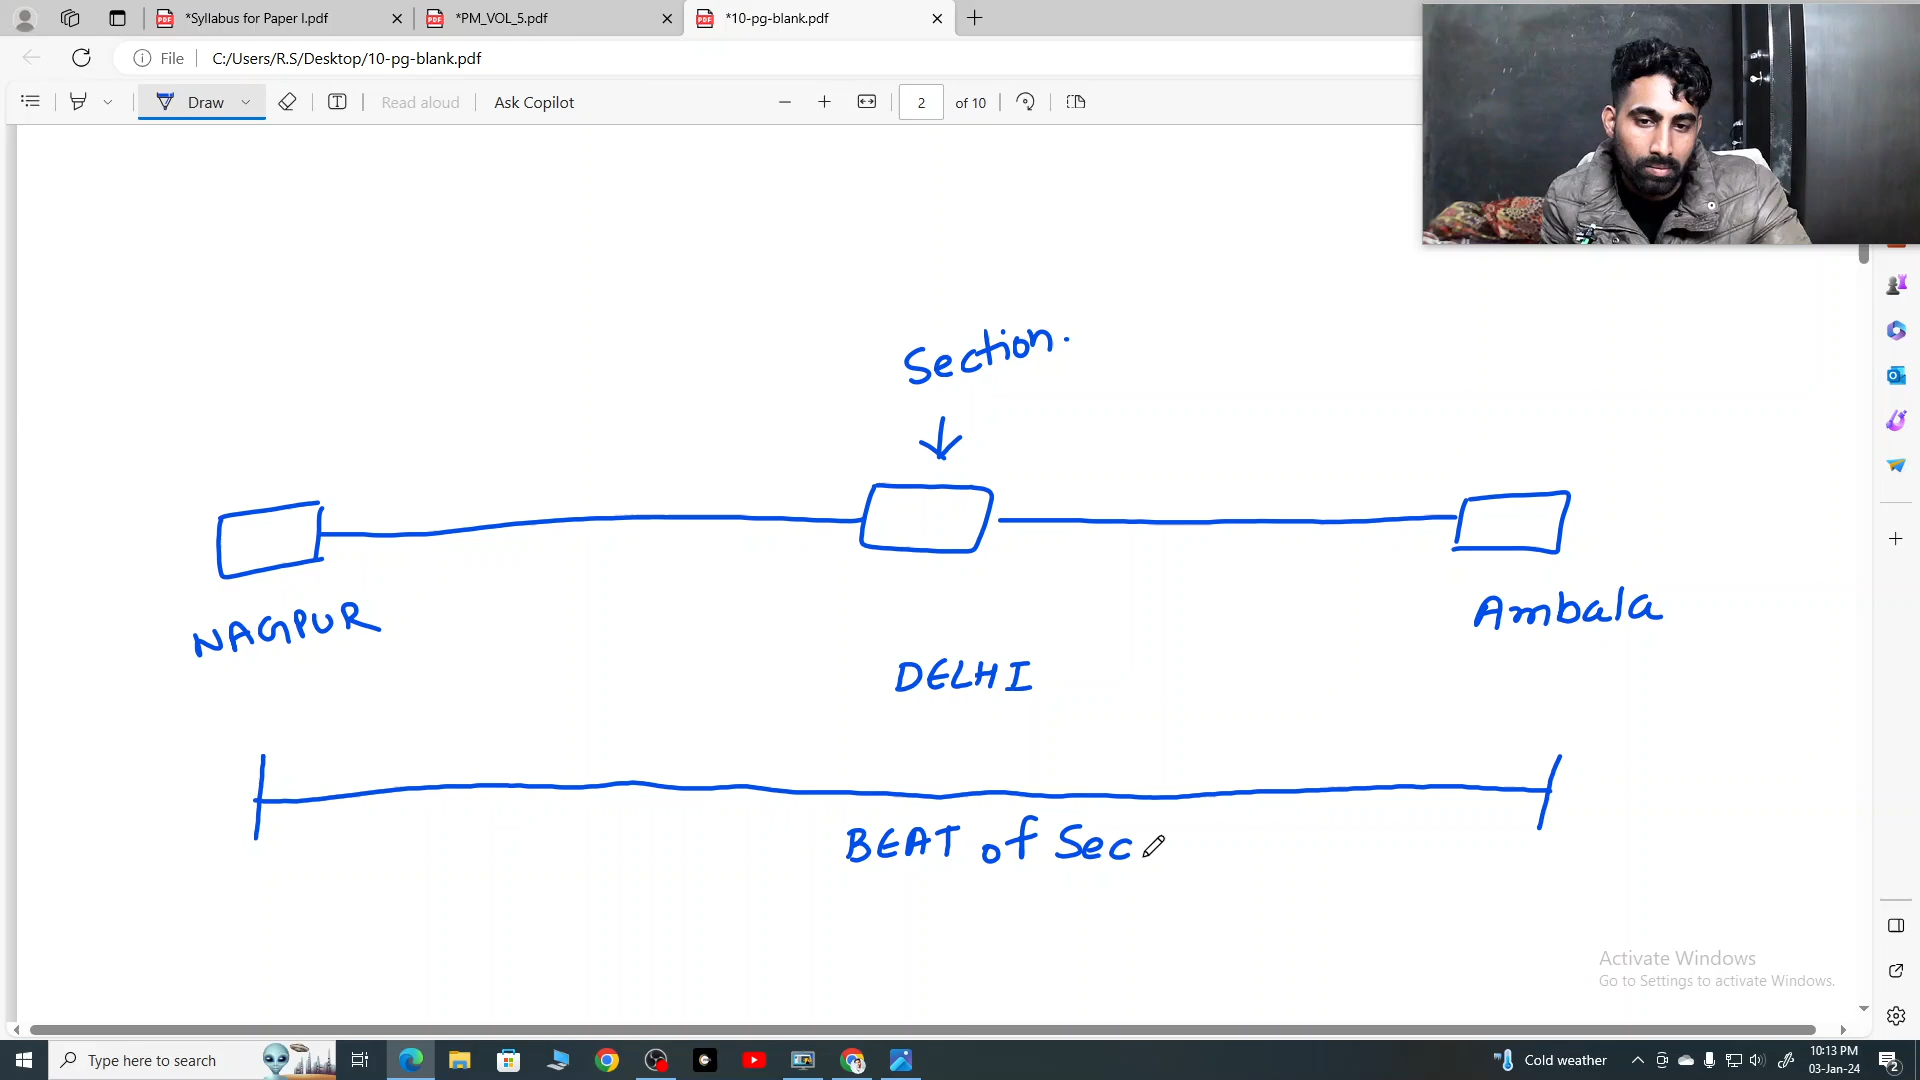 *Syllabus for Paper I.pdf
*PM_VOL_5.pdf
*10-pg-blank.pdf
File
C:/Users/R.S/Desktop/10-pg-blank.pdf
Draw
Read aloud
Ask Copilot
2
of 10
Section.
NAGPUR
Ambala
DELHI
BEAT of Sec
Activate Windows
Go to Settings to activate Windows.
Type here to search
Cold weather
10:13 PM
03-Jan-24
2